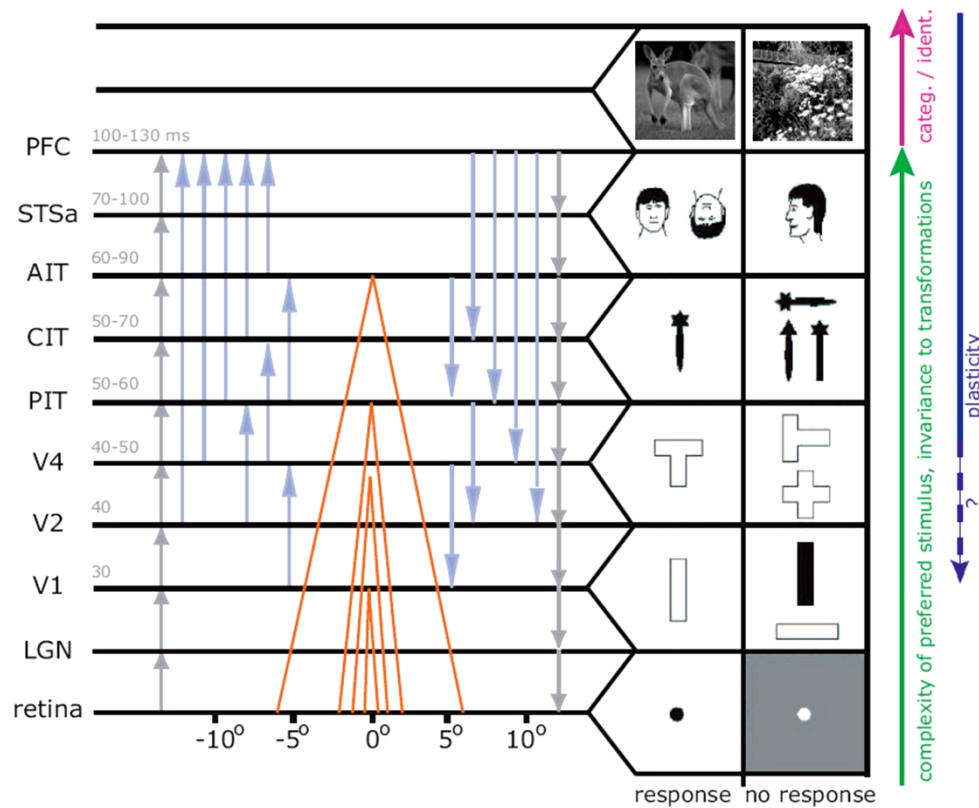 100-130 ms
PFC
70-100
STSa
60-90
AIT
50-70
CIT
50-60
PIT
40-50
V4
40
V2
30
V1
LGN
retina
-10° -5° 0° 5° 10°
response no response
categ. / ident.
complexity of preferred stimulus, invariance to transformations
plasticity
?